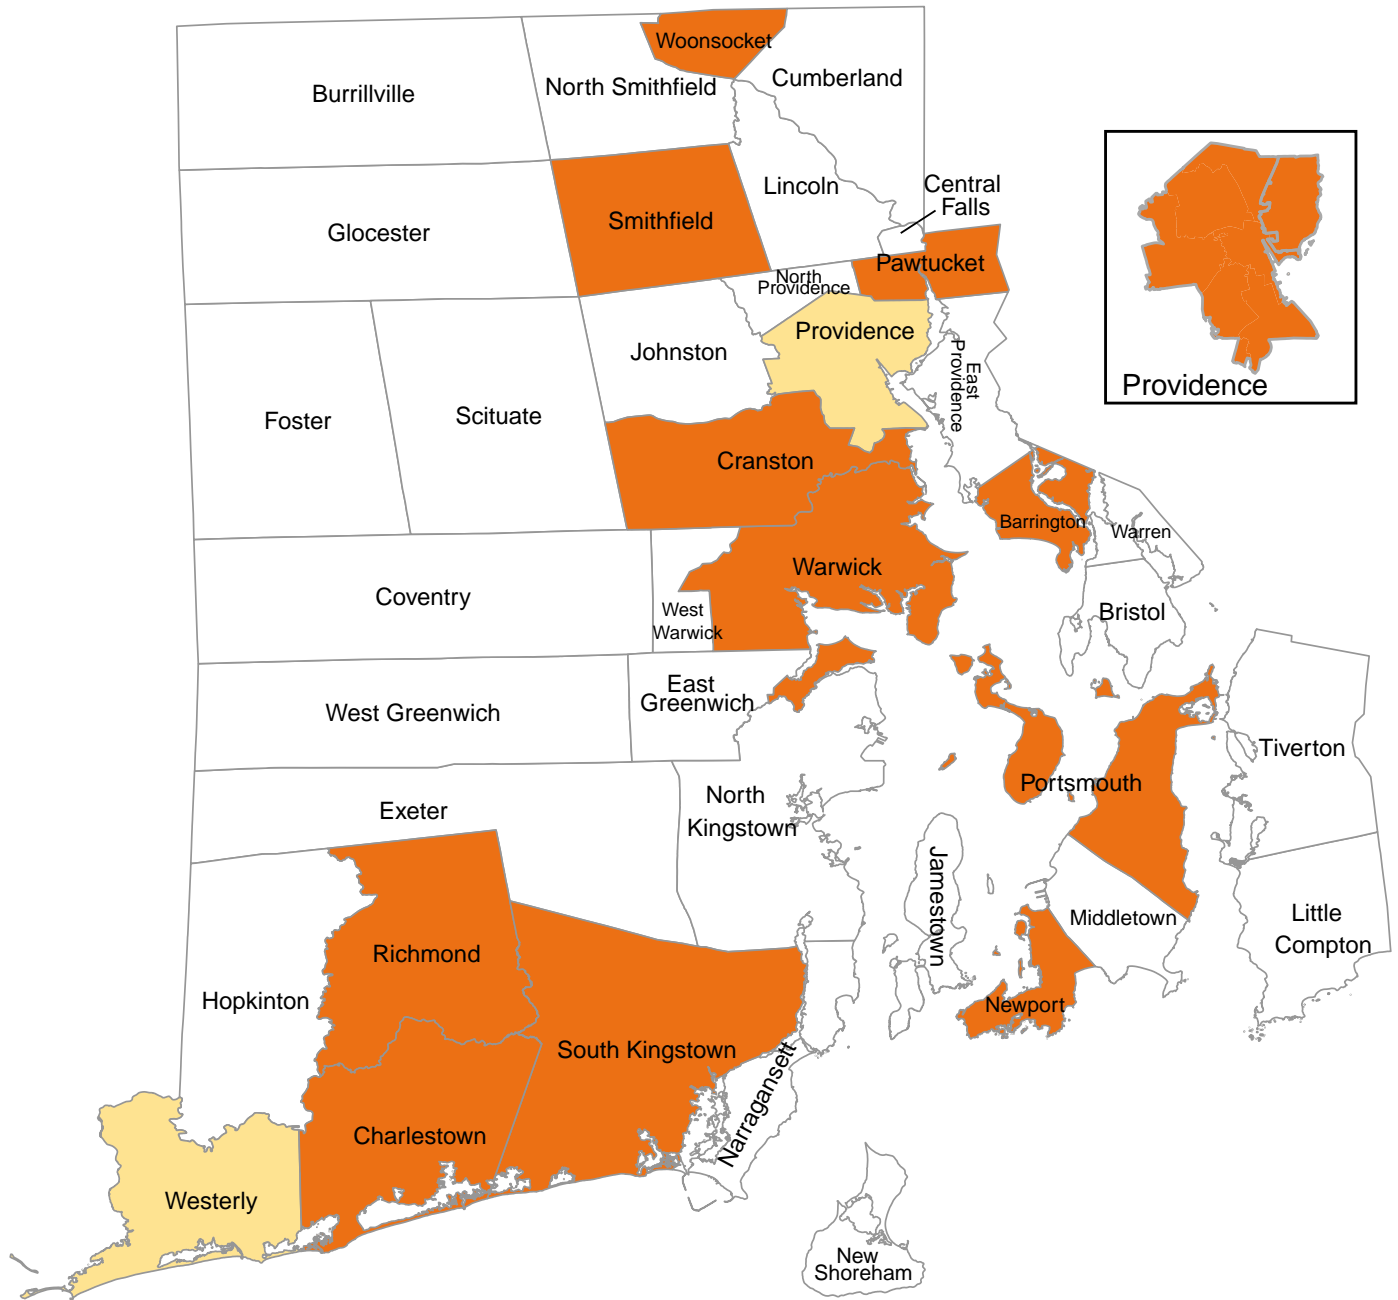 Woonsocket
Burrillville
North Smithfield
Cumberland
Lincoln
Central
Falls
Glocester
Smithfield
Pawtucket
North
Providence
Providence
Johnston
East
Providence
Foster
Scituate
Cranston
Barrington
Warren
Warwick
Coventry
West
Warwick
Bristol
East
Greenwich
West Greenwich
Tiverton
Portsmouth
North
Kingstown
Exeter
Jamestown
Middletown
Little
Compton
Richmond
Hopkinton
Newport
South Kingstown
Narragansett
Charlestown
Westerly
New
Shoreham
Providence